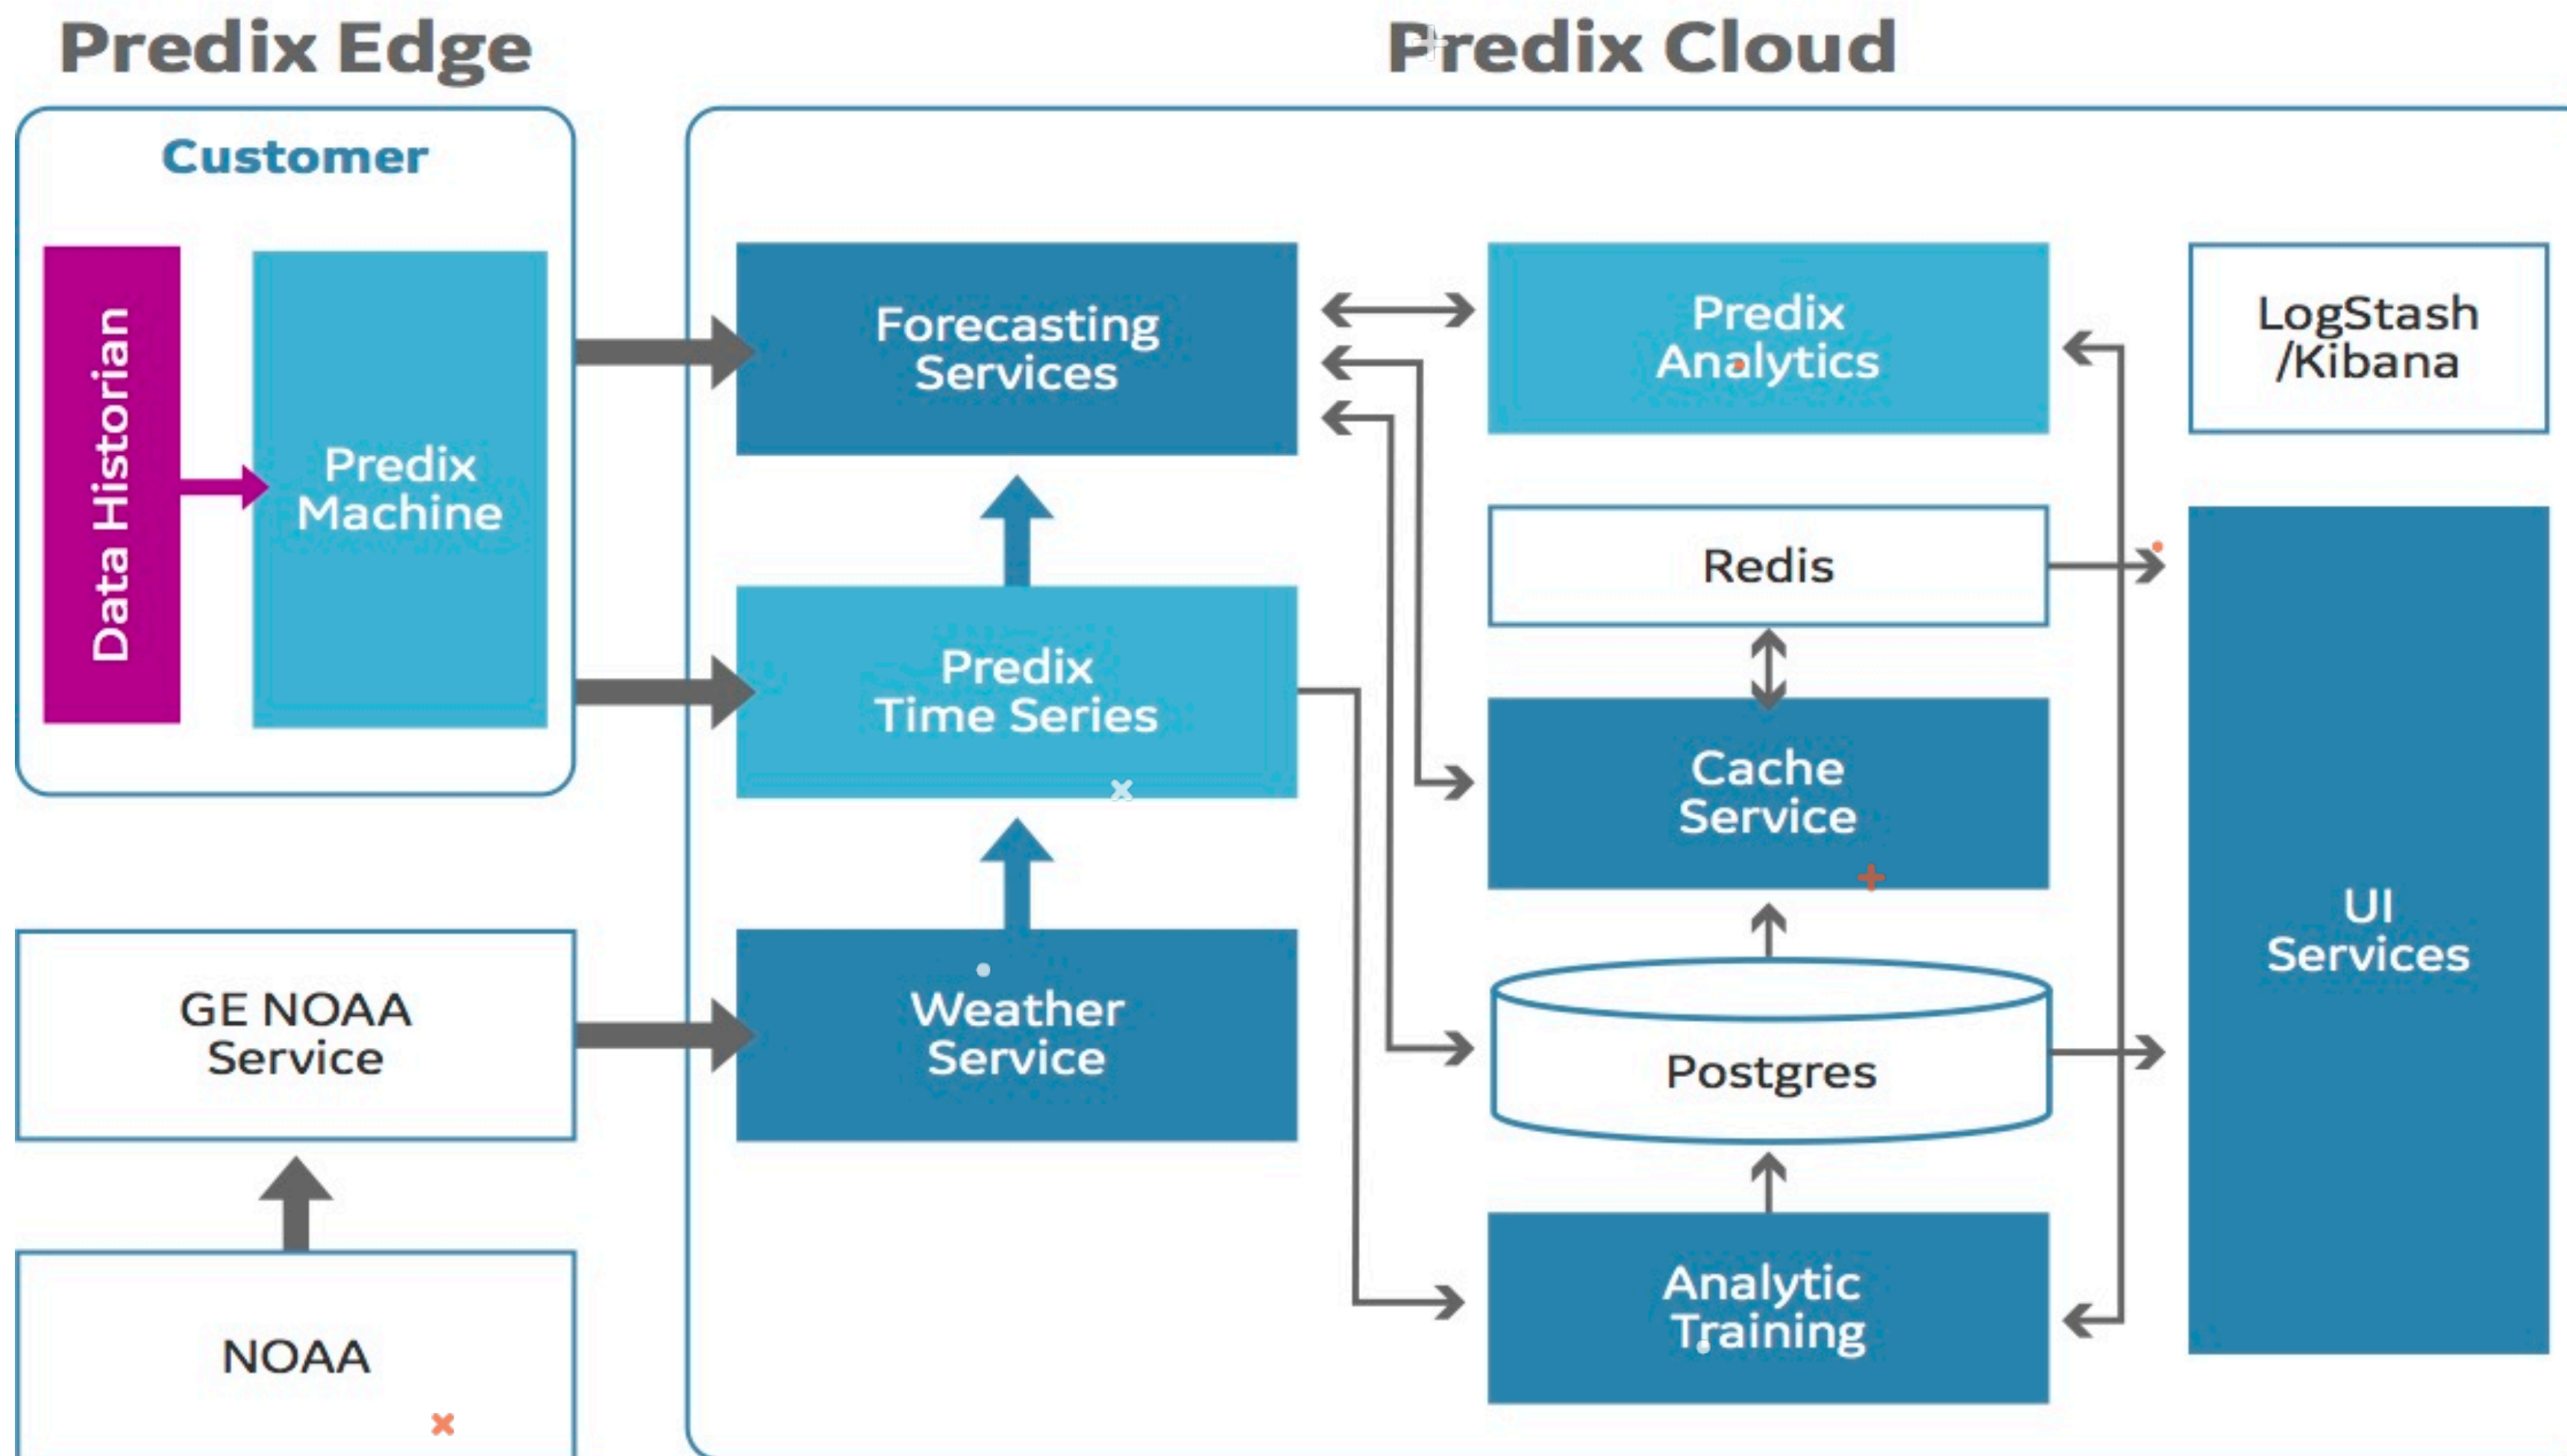 Predix Edge
Predix Cloud
Customer
Data Historian
Predix
Machine
Forecasting
Services
Predix
Analytics
LogStash
/Kibana
Redis
Predix
Time Series
Cache
Service
UI
Services
GE NOAA
Service
Weather
Service
Postgres
Analytic
Training
NOAA